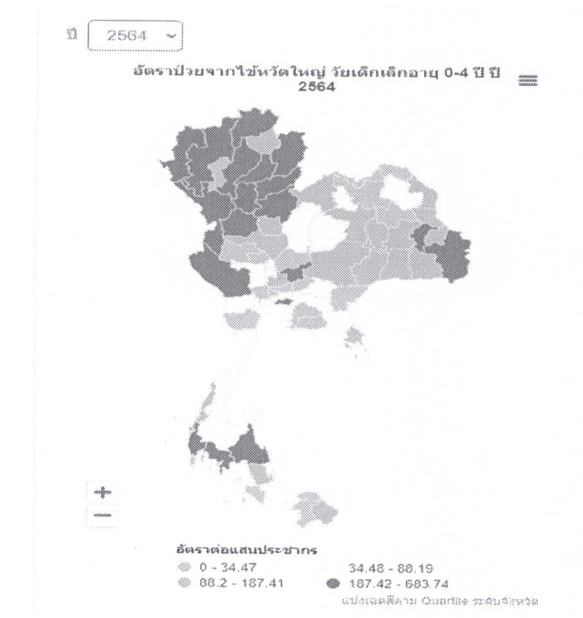 ปี 2564
อัตราป่วยจากไข้หวัดใหญ่ วัยเด็กเล็กอายุ 0-4 ปี ปี
2564
+
−
อัตราต่อแสนประชากร
0 - 34.47 34.48 - 88.19
88.2 - 187.41 187.42 - 683.74
แบ่งเฉดสีตาม Quartile ระดับจังหวัด